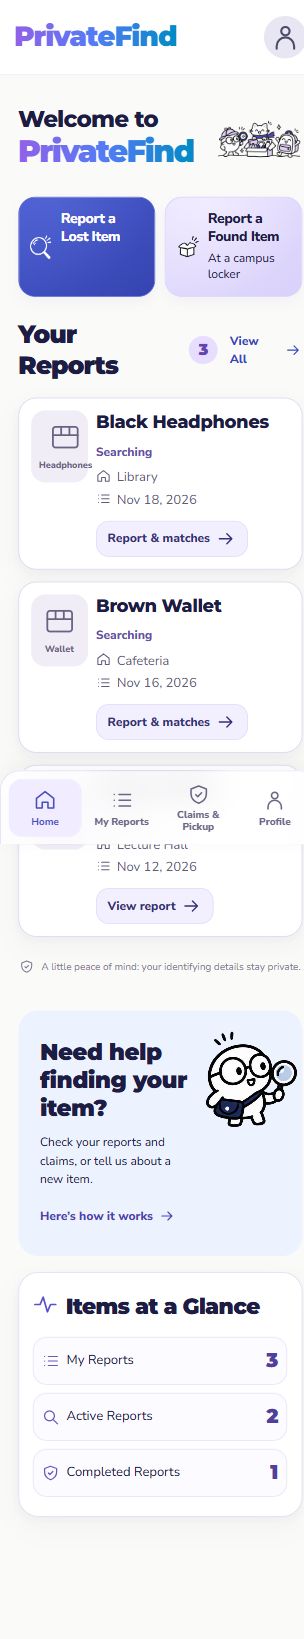 PrivateFind
Welcome to
PrivateFind
Report a
Lost Item
Report a
Found Item
At a campus
locker
Your
Reports
3
View
All
Headphones
Black Headphones
Searching
Library
Nov 18, 2026
Report & matches
Wallet
Brown Wallet
Searching
Cafeteria
Nov 16, 2026
Report & matches
Home
My Reports
Claims &
Pickup
Profile
Lecture Hall
Nov 12, 2026
View report
A little peace of mind: your identifying details stay private.
Need help
finding your
item?
Check your reports and
claims, or tell us about a
new item.
Here's how it works
Items at a Glance
My Reports
3
Active Reports
2
Completed Reports
1